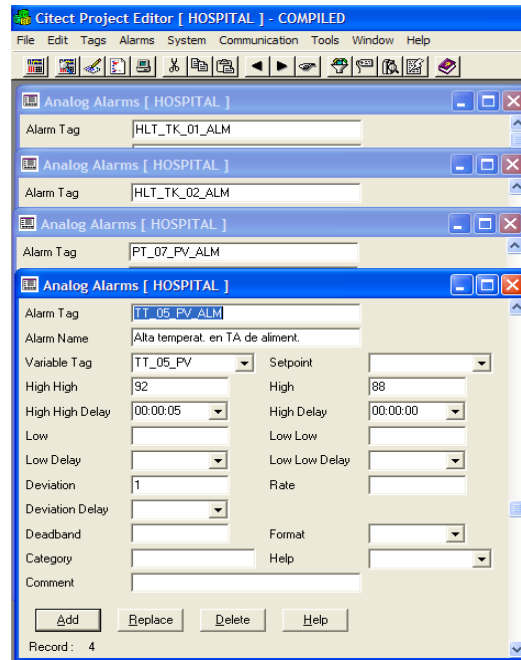 Citect Project Editor [ HOSPITAL ] - COMPILED
File Edit Tags Alarms System Communication Tools Window Help
Analog Alarms [ HOSPITAL ]
Alarm Tag HLT_TK_01_ALM
Analog Alarms [ HOSPITAL ]
Alarm Tag HLT_TK_02_ALM
Analog Alarms [ HOSPITAL ]
Alarm Tag PT_07_PV_ALM
Analog Alarms [ HOSPITAL ]
Alarm Tag TT_05_PV_ALM
Alarm Name Alta temperat. en TA de aliment.
Variable Tag TT_05_PV Setpoint
High High 92 High 88
High High Delay 00:00:05 High Delay 00:00:00
Low Low Low
Low Delay Low Low Delay
Deviation 1 Rate
Deviation Delay
Deadband Format
Category Help
Comment
Add Replace Delete Help
Record : 4